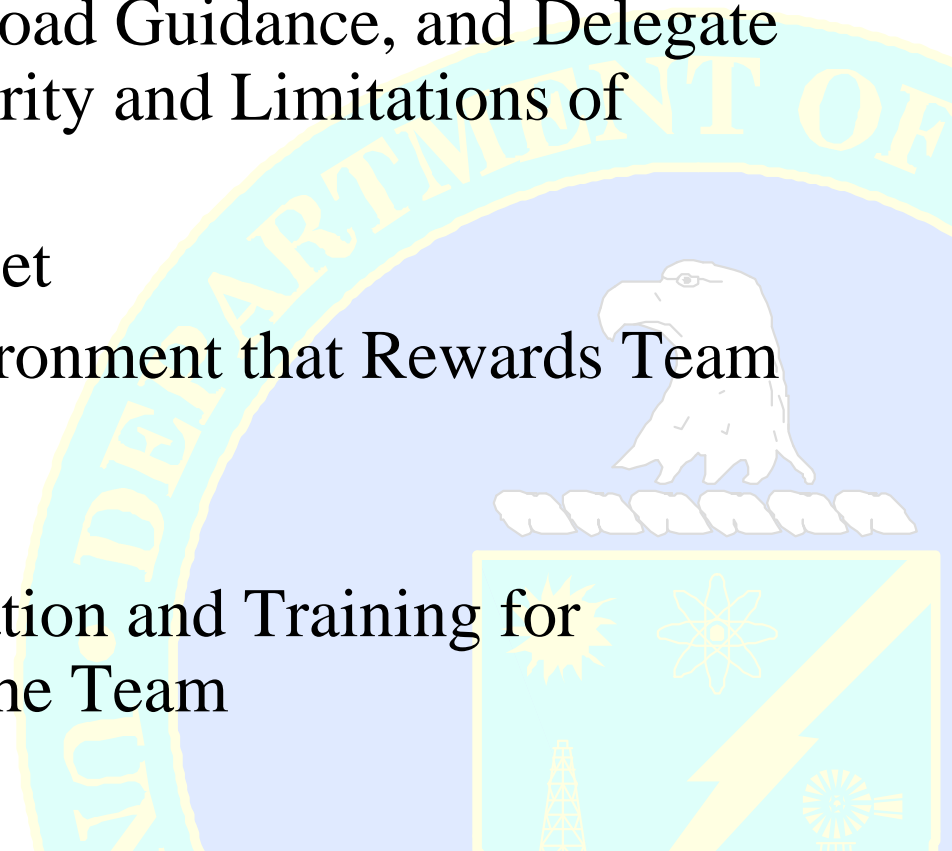 oad Guidance, and Delegate
rity and Limitations of
et
ronment that Rewards Team
tion and Training for
he Team
DEPARTMENT OF